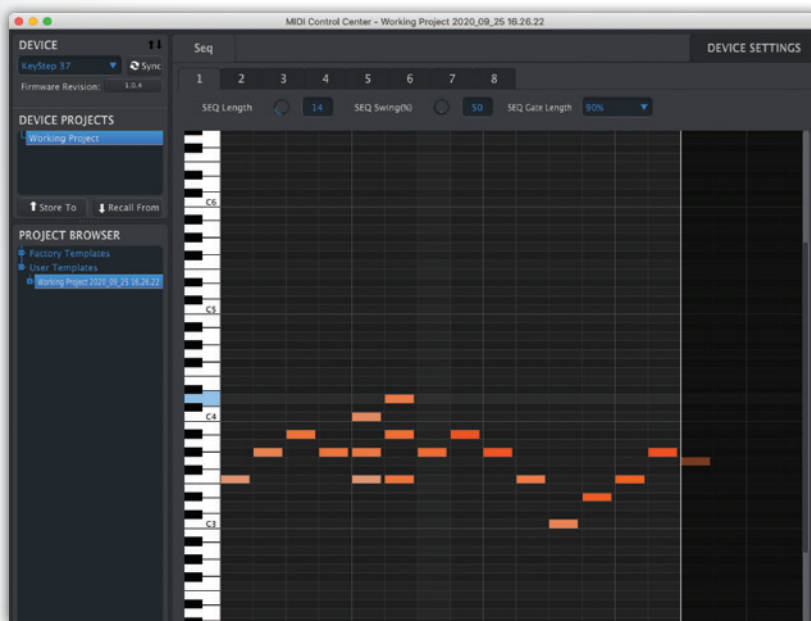 MIDI Control Center - Working Project 2020_09_25 16.26.22
DEVICE
KeyStep 37
Sync
Firmware Revision:
1.0.4
DEVICE PROJECTS
Working Project
Store To
Recall From
PROJECT BROWSER
Factory Templates
User Templates
Working Project 2020_09_25 16.26.22
Seq
DEVICE SETTINGS
1 2 3 4 5 6 7 8
SEQ Length 14 SEQ Swing(%) 50 SEQ Gate Length 90%
C6
C5
C4
C3